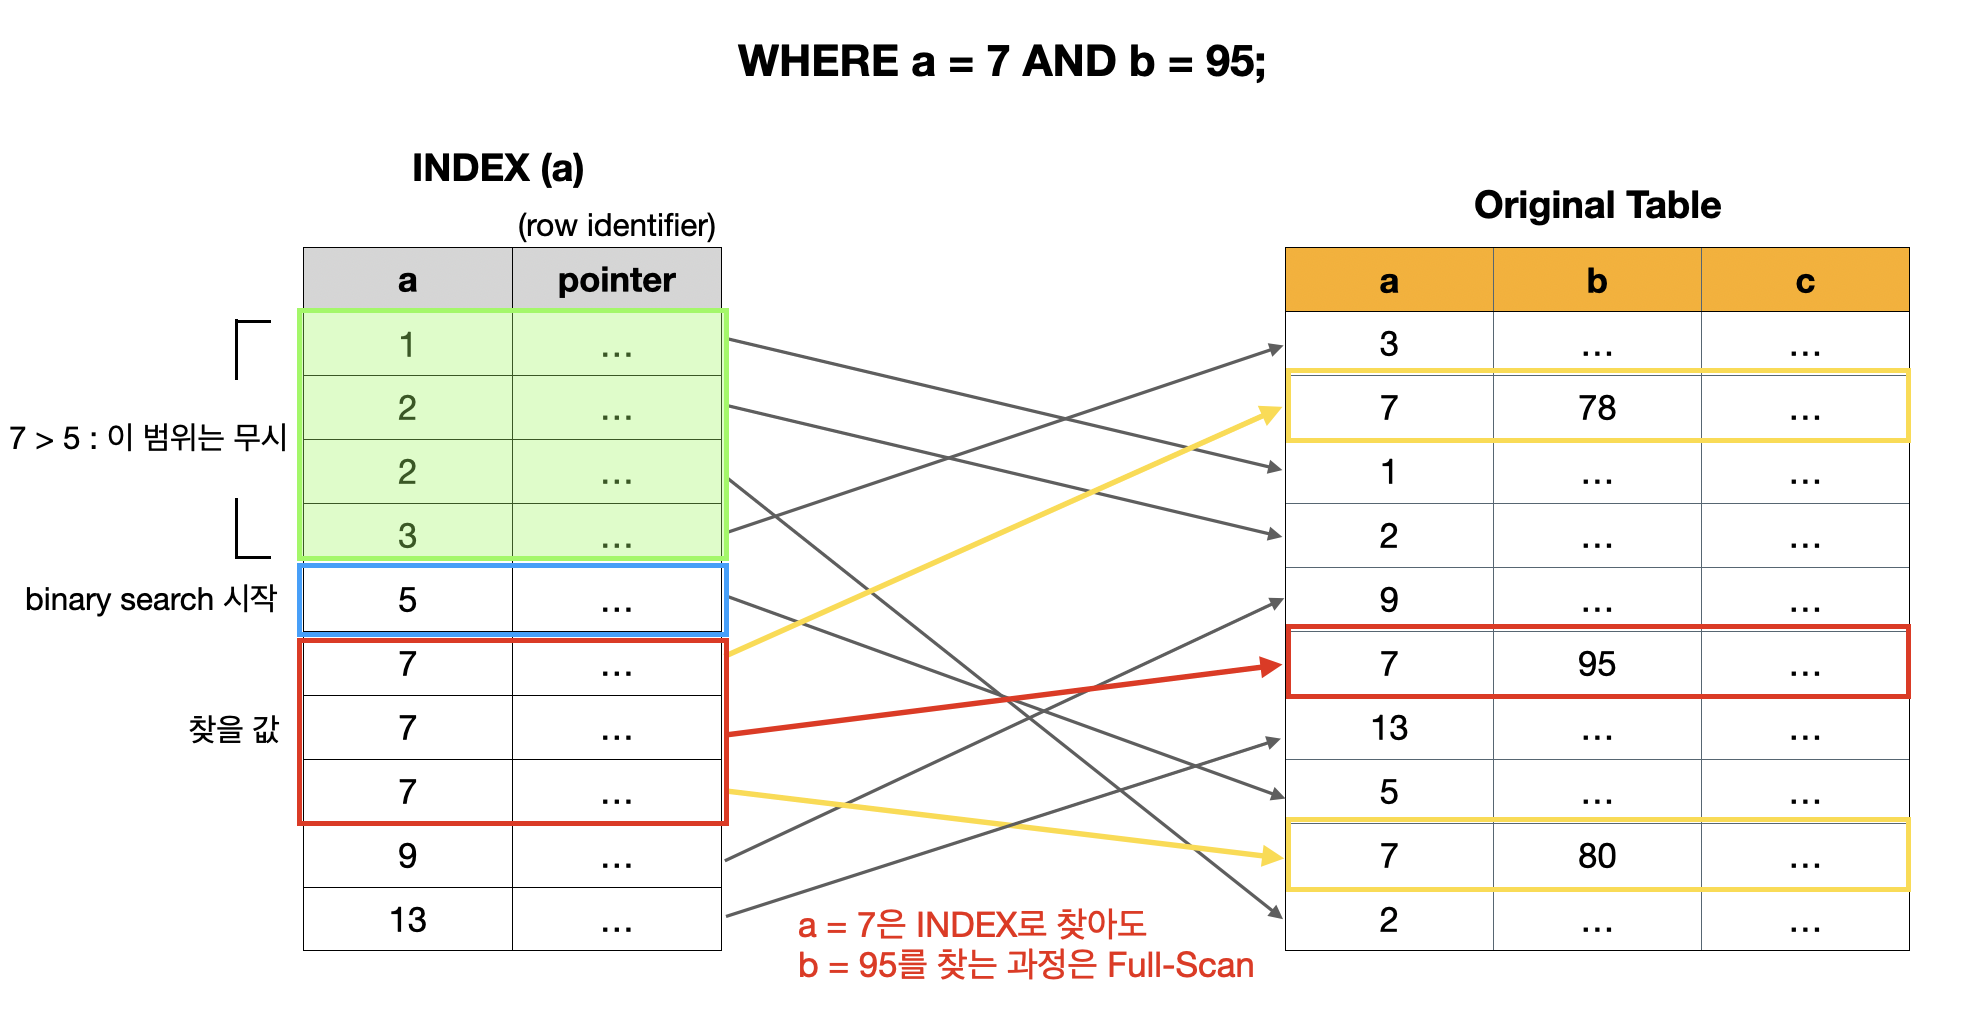 WHERE a = 7 AND b = 95;
INDEX (a)
(row identifier)
a pointer
1 ...
2 ...
2 ...
3 ...
5 ...
7 ...
7 ...
7 ...
9 ...
13 ...
7 > 5 : 이 범위는 무시
binary search 시작
찾을 값
Original Table
a b c
3 ... ...
7 78 ...
1 ... ...
2 ... ...
9 ... ...
7 95 ...
13 ... ...
5 ... ...
7 80 ...
2 ... ...
a = 7은 INDEX로 찾아도
b = 95를 찾는 과정은 Full-Scan